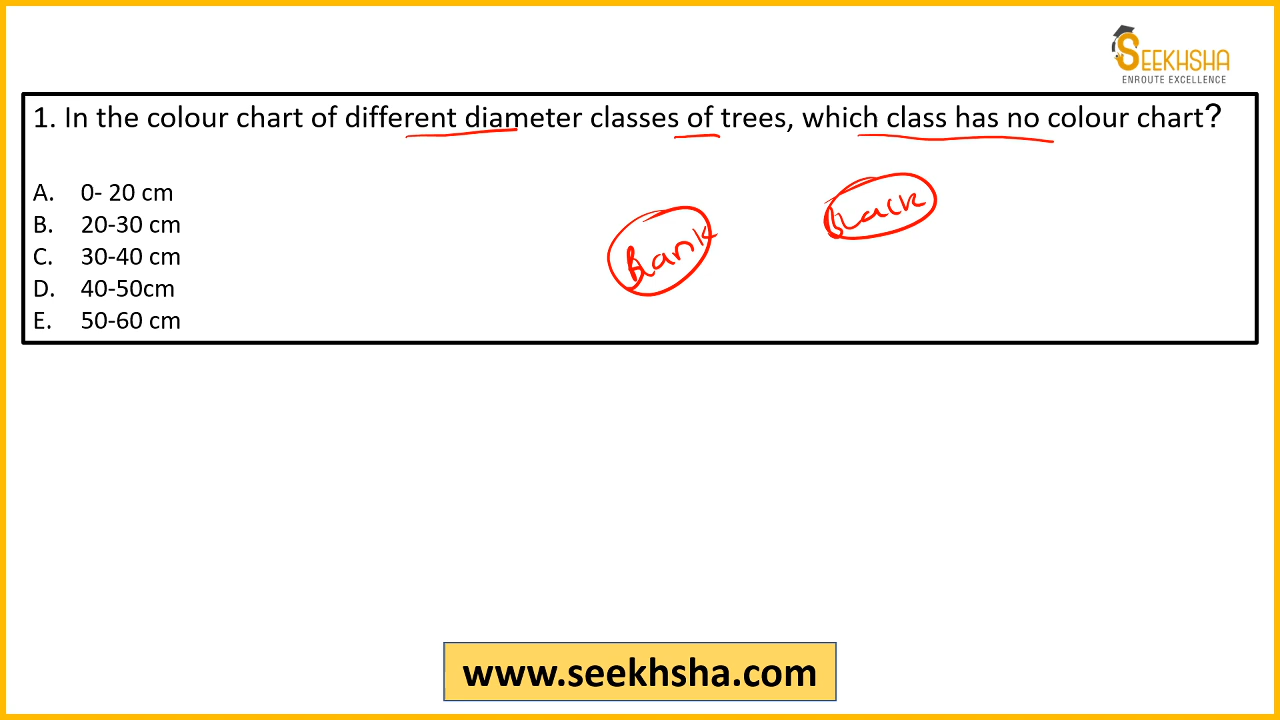 SEEKHSHA
ENROUTE EXCELLENCE
1. In the colour chart of different diameter classes of trees, which class has no colour chart?
A. 0- 20 cm
B. 20-30 cm
C. 30-40 cm
D. 40-50cm
E. 50-60 cm
Black
Blank
www.seekhsha.com